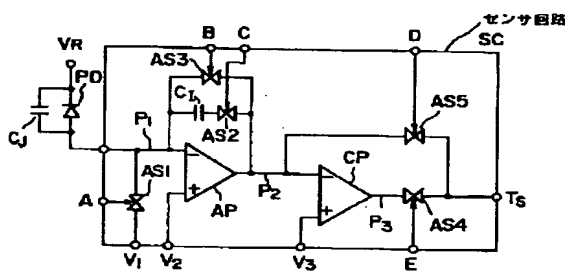 センサ回路
SC
B
C
D
VR
AS3
PD
CI
AS5
CJ
P1
AS2
CP
AS1
A
AP
P2
P3
TS
AS4
V1
V2
V3
E